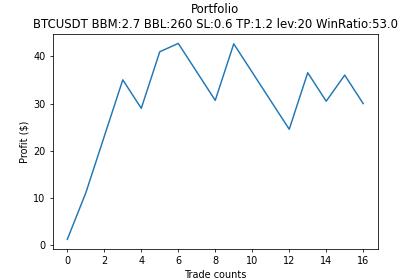 Portfolio
BTCUSDT BBM:2.7 BBL:260 SL:0.6 TP:1.2 lev:20 WinRatio:53.0
40
30
20
10
0
Profit ($)
0 2 4 6 8 10 12 14 16
Trade counts